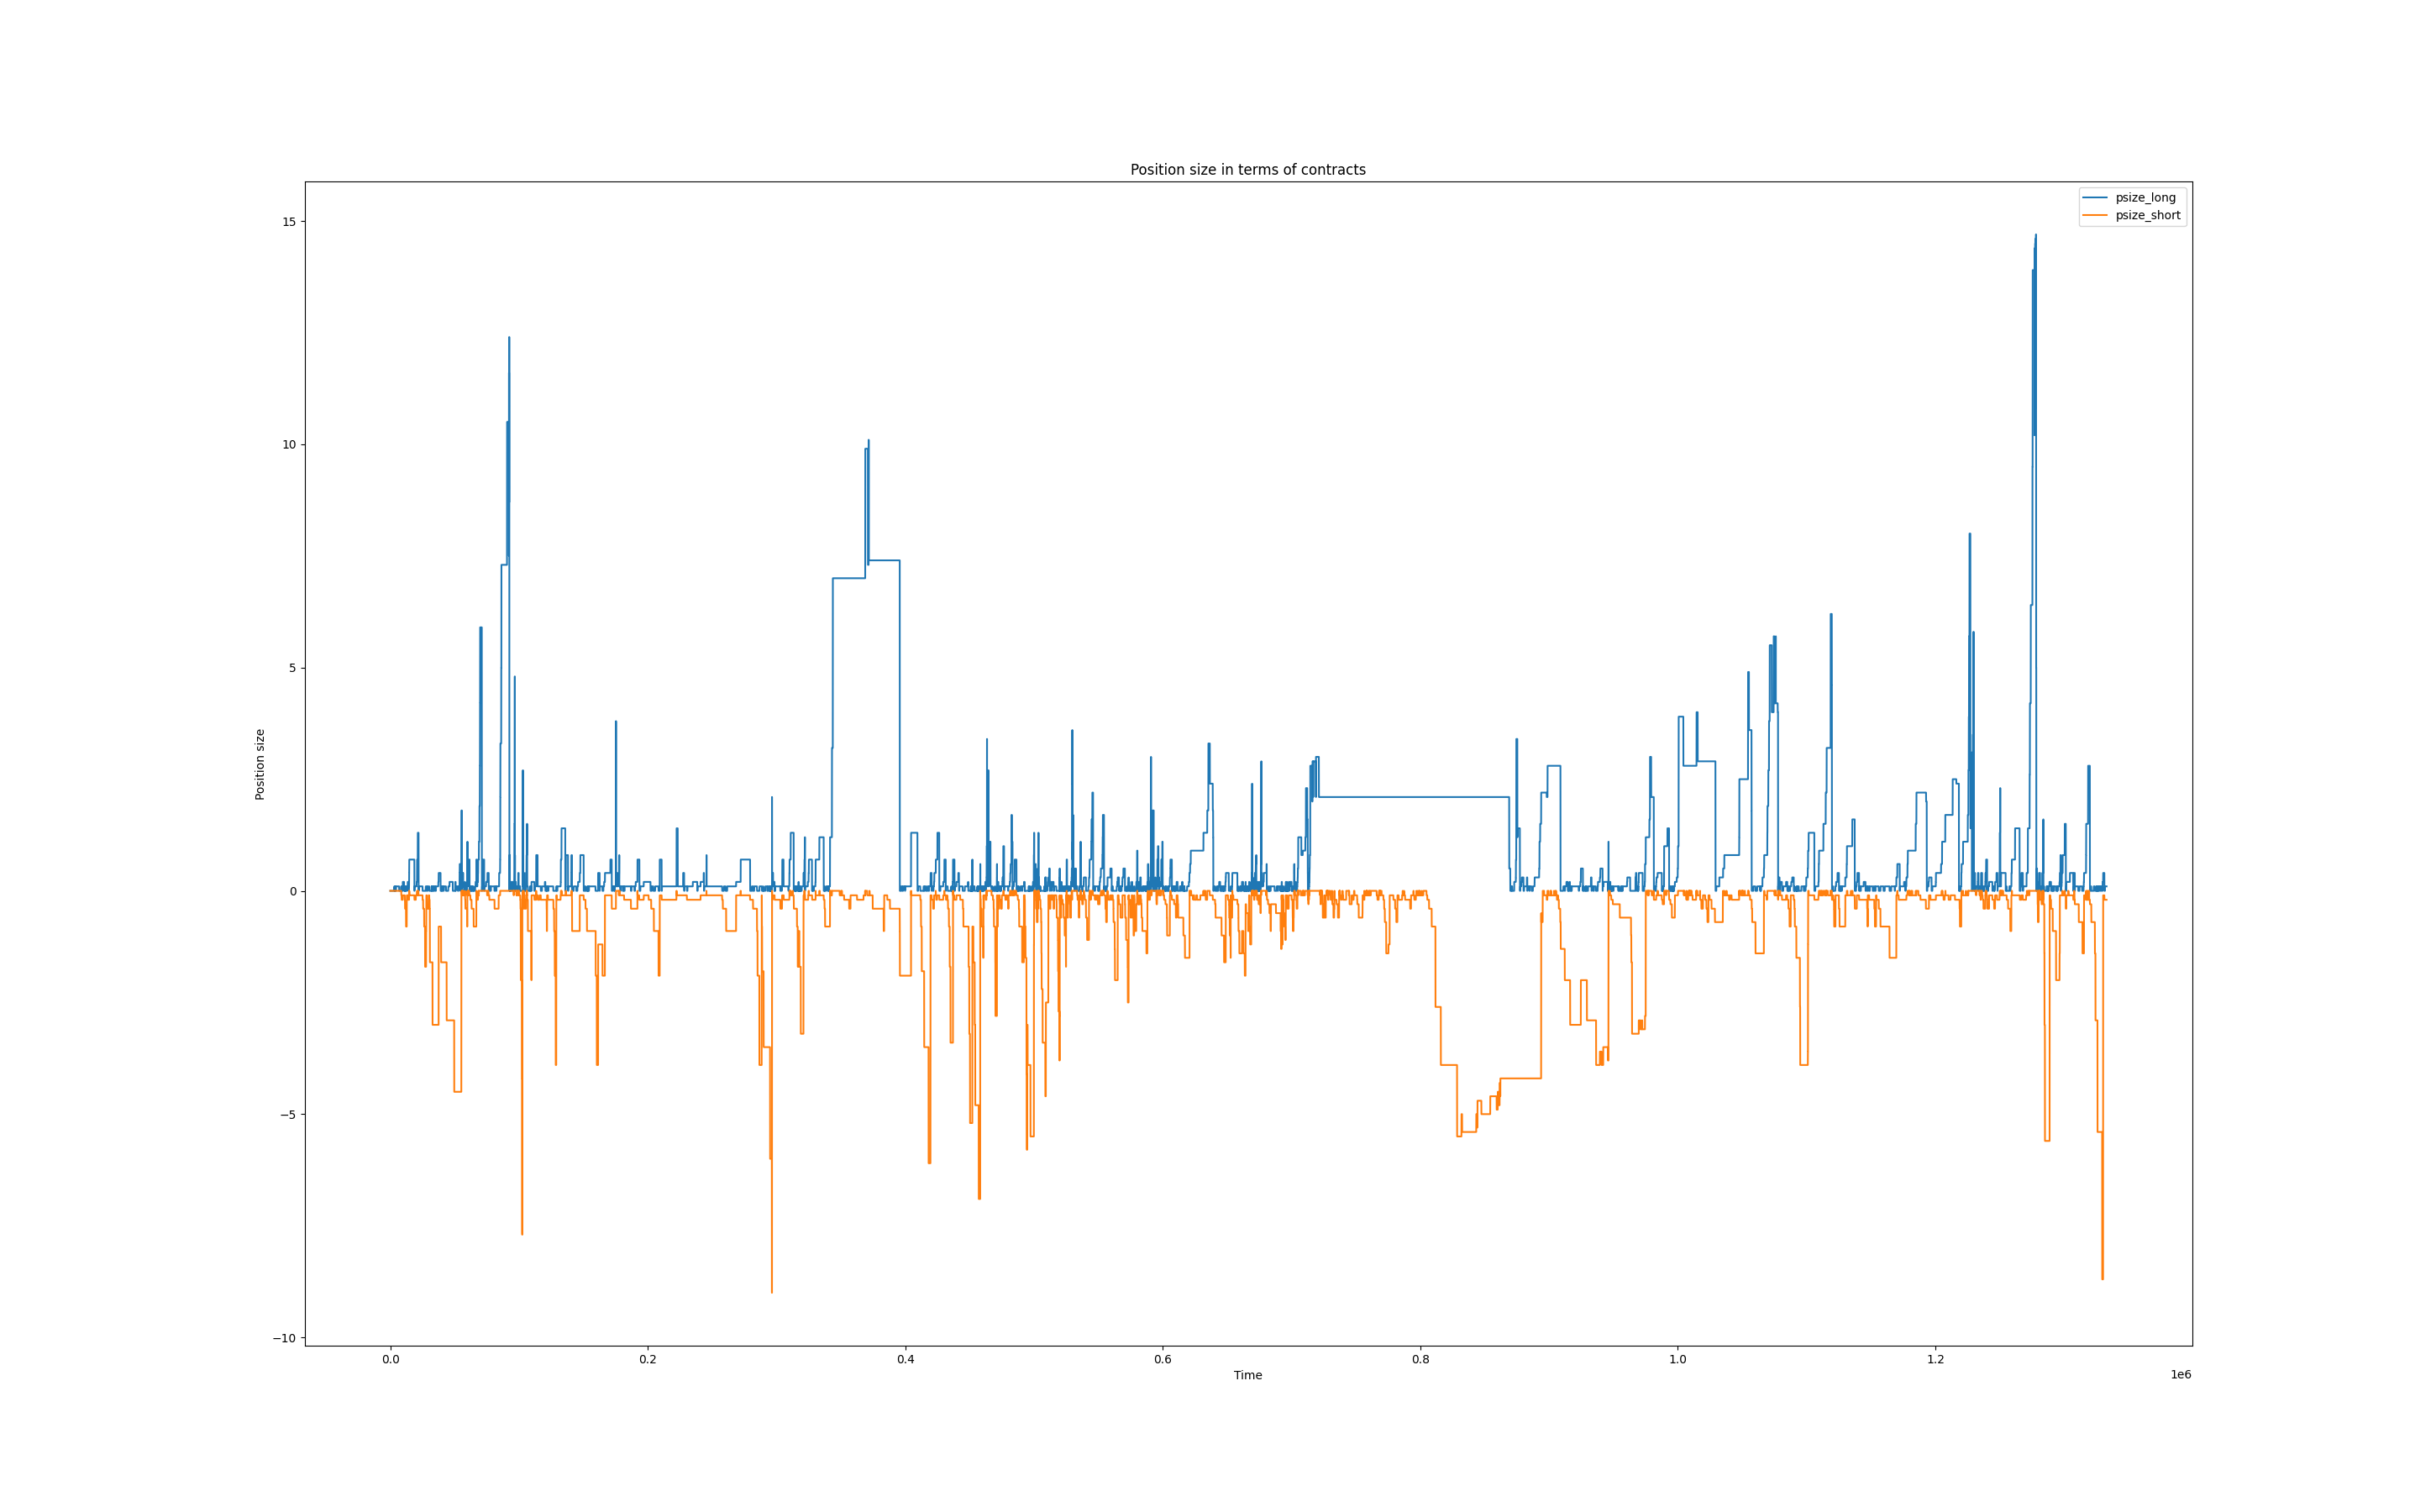 Position size in terms of contracts
psize_long
psize_short
15
10
5
0
−5
−10
Position size
0.0 0.2 0.4 0.6 0.8 1.0 1.2
1e6
Time